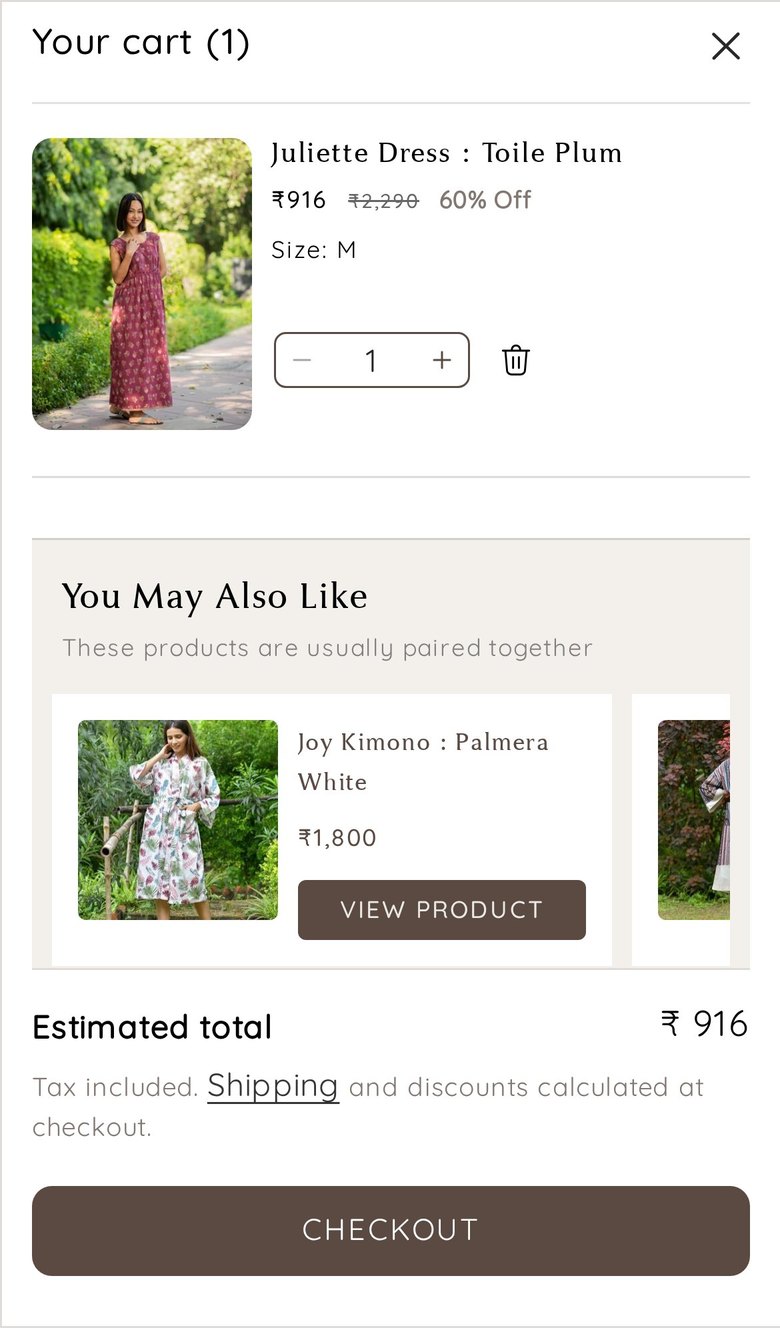 Your cart (1)
Juliette Dress : Toile Plum
₹916 ₹2,290 60% Off
Size: M
1
You May Also Like
These products are usually paired together
Joy Kimono : Palmera
White
₹1,800
VIEW PRODUCT
Estimated total ₹ 916
Tax included. Shipping and discounts calculated at
checkout.
CHECKOUT